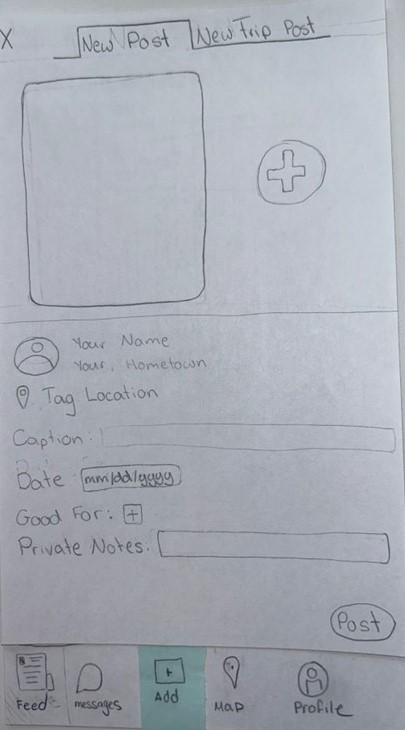 X
New Post New Trip Post
Your Name
Your Hometown
Tag Location
Caption:
Date: mm/dd/yyyy
Good For: +
Private Notes:
Post
Feed messages Add Map Profile